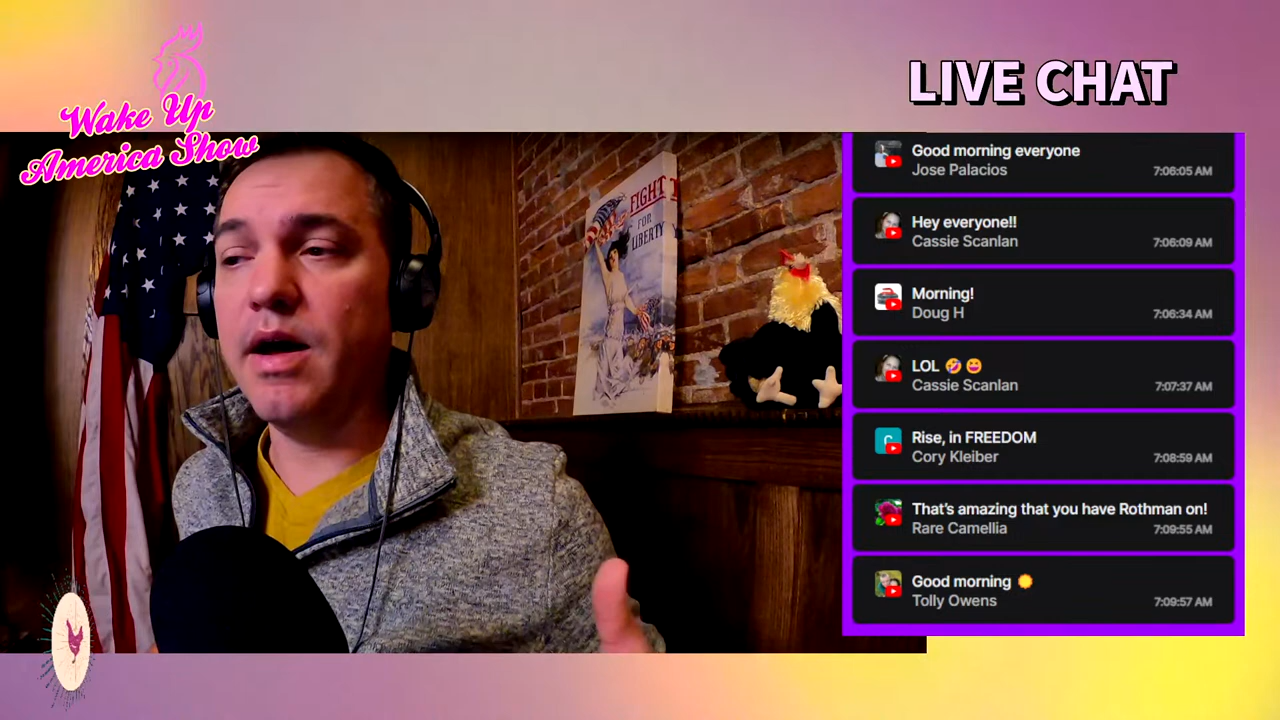 Wake Up
America Show
LIVE CHAT
FIGHT
FOR
LIBERTY
Good morning everyone
Jose Palacios
7:06:05 AM
Hey everyone!!
Cassie Scanlan
7:06:09 AM
Morning!
Doug H
7:06:34 AM
LOL 🤣 😆
Cassie Scanlan
7:07:37 AM
C
Rise, in FREEDOM
Cory Kleiber
7:08:59 AM
That's amazing that you have Rothman on!
Rare Camellia
7:09:55 AM
Good morning 🌞
Tolly Owens
7:09:57 AM